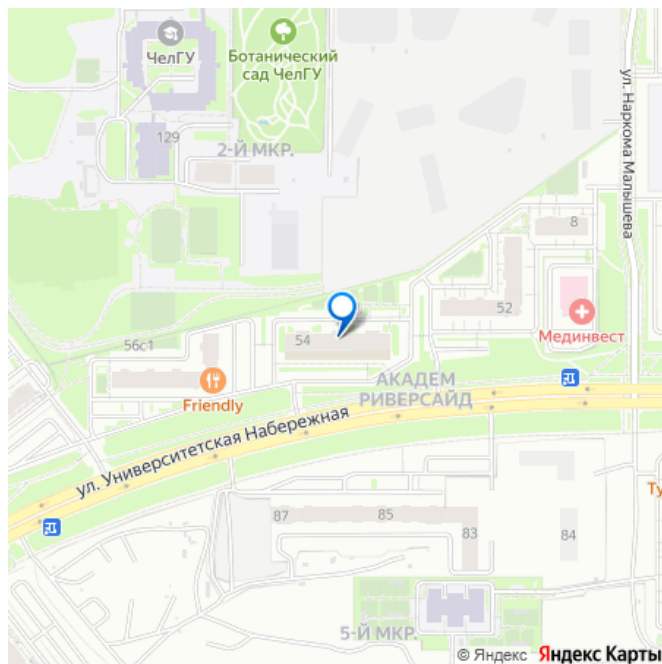 ЧелГУ
Ботанический
сад ЧелГУ
129
2-Й МКР.
ул. Наркома Малышева
8
52
Мединвест
54
56с1
Friendly
АКАДЕМ
РИВЕРСАЙД
ул. Университетская Набережная
Ту
87
85
83
84
5-Й МКР.
© Яндекс Яндекс Карты